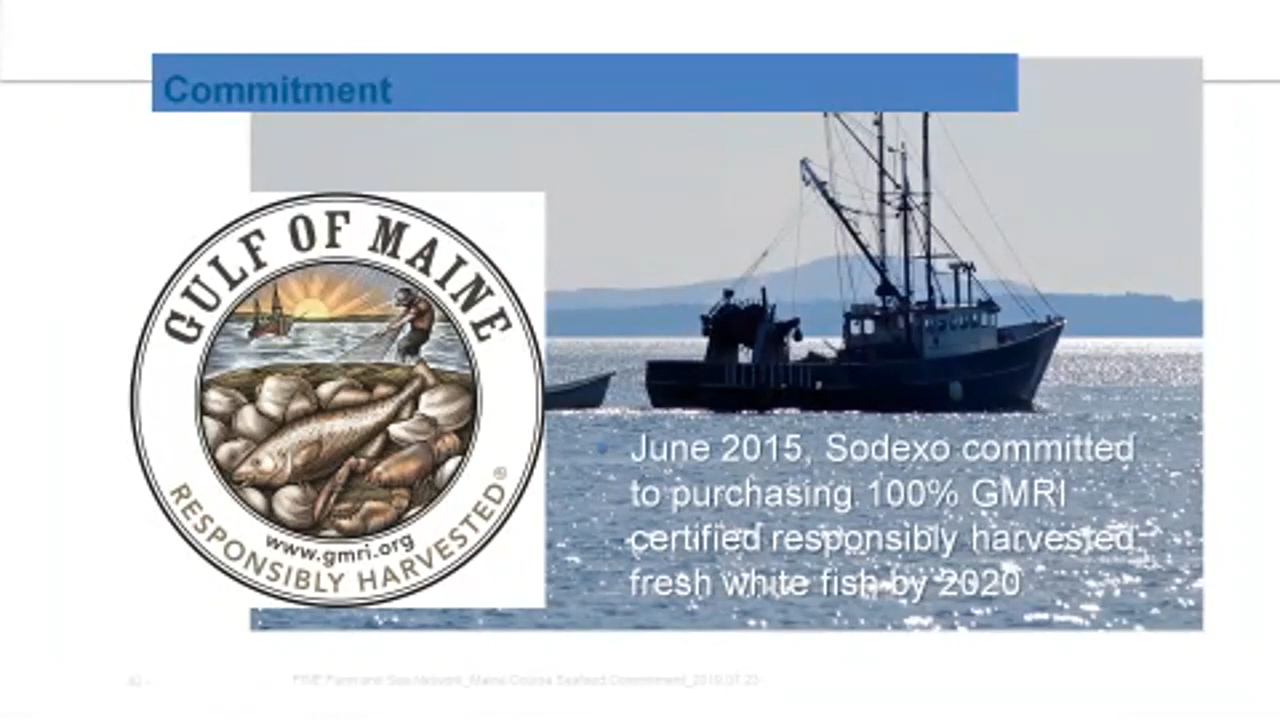 Commitment
GULF OF MAINE
www.gmri.org
RESPONSIBLY HARVESTED®
June 2015, Sodexo committed
to purchasing 100% GMRI
certified responsibly harvested
fresh white fish by 2020